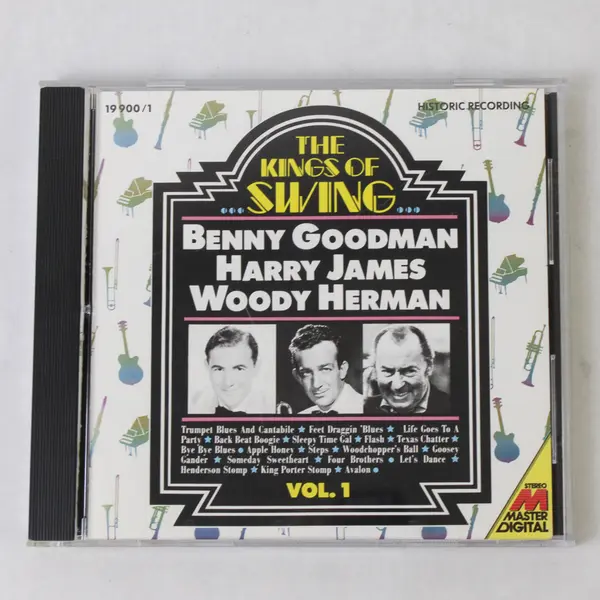 19 900/1
HISTORIC RECORDING
THE
KINGS OF
SWING
BENNY GOODMAN
HARRY JAMES
WOODY HERMAN
Trumpet Blues And Cantabile ★ Feet Draggin 'Blues ★ Life Goes To A
Party ★ Back Beat Boogie ★ Sleepy Time Gal ★ Flash ★ Texas Chatter ★
Bye Bye Blues ● Apple Honey ★ Steps ★ Woodchopper's Ball ★ Goosey
Gander ★ Someday Sweetheart ★ Four Brothers ● Let's Dance ★
Henderson Stomp ★ King Porter Stomp ★ Avalon ●
VOL. 1
STEREO
M
MASTER
DIGITAL